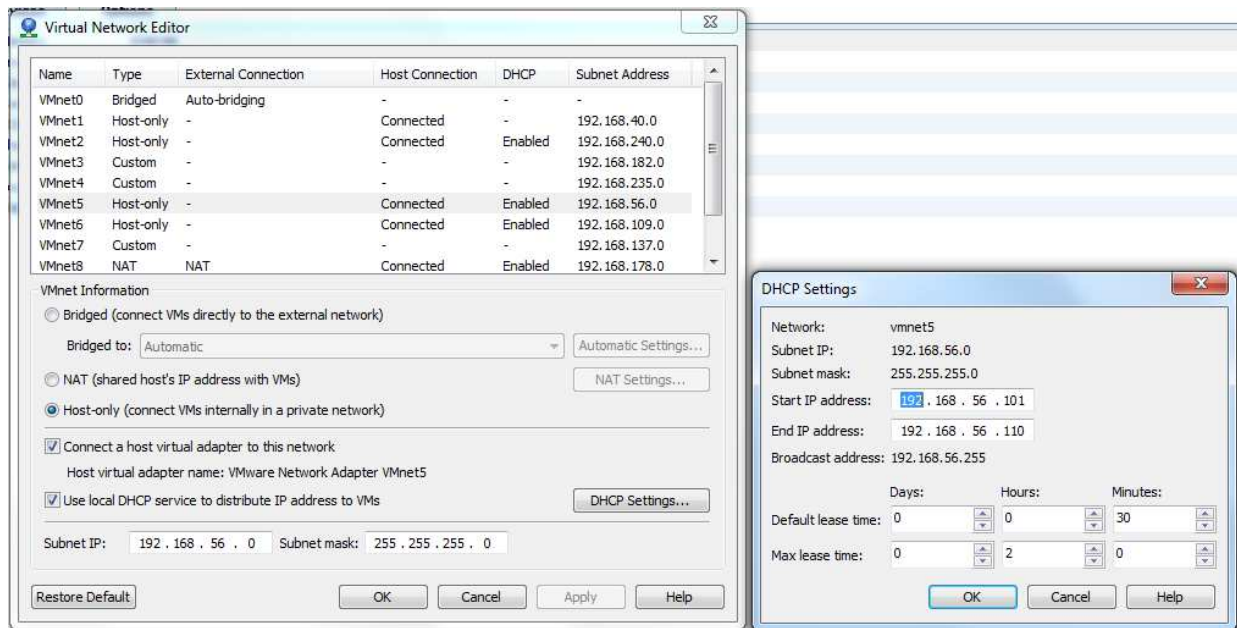 Options
Virtual Network Editor
Name Type External Connection Host Connection DHCP Subnet Address
VMnet0 Bridged Auto-bridging - - -
VMnet1 Host-only - Connected - 192.168.40.0
VMnet2 Host-only - Connected Enabled 192.168.240.0
VMnet3 Custom - - - 192.168.182.0
VMnet4 Custom - - - 192.168.235.0
VMnet5 Host-only - Connected Enabled 192.168.56.0
VMnet6 Host-only - Connected Enabled 192.168.109.0
VMnet7 Custom - - - 192.168.137.0
VMnet8 NAT NAT Connected Enabled 192.168.178.0
VMnet Information
Bridged (connect VMs directly to the external network)
Bridged to: Automatic Automatic Settings...
NAT (shared host's IP address with VMs) NAT Settings...
Host-only (connect VMs internally in a private network)
Connect a host virtual adapter to this network
Host virtual adapter name: VMware Network Adapter VMnet5
Use local DHCP service to distribute IP address to VMs DHCP Settings...
Subnet IP: 192 . 168 . 56 . 0 Subnet mask: 255 . 255 . 255 . 0
Restore Default OK Cancel Apply Help
DHCP Settings
Network: vmnet5
Subnet IP: 192.168.56.0
Subnet mask: 255.255.255.0
Start IP address: 192 . 168 . 56 . 101
End IP address: 192 . 168 . 56 . 110
Broadcast address: 192.168.56.255
Days: Hours: Minutes:
Default lease time: 0 0 30
Max lease time: 0 2 0
OK Cancel Help